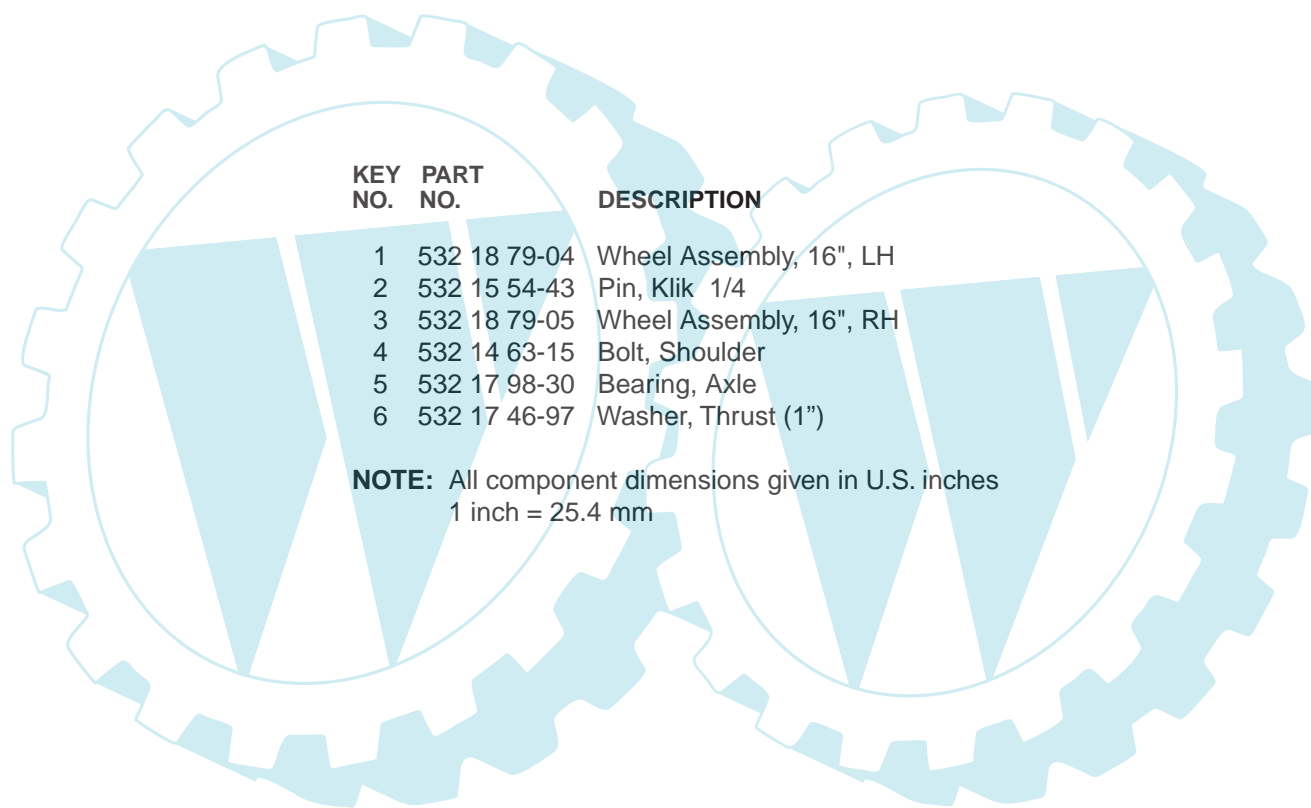 KEY PART
NO. NO. DESCRIPTION
1 532 18 79-04 Wheel Assembly, 16", LH
2 532 15 54-43 Pin, Klik 1/4
3 532 18 79-05 Wheel Assembly, 16", RH
4 532 14 63-15 Bolt, Shoulder
5 532 17 98-30 Bearing, Axle
6 532 17 46-97 Washer, Thrust (1”)
NOTE: All component dimensions given in U.S. inches
1 inch = 25.4 mm